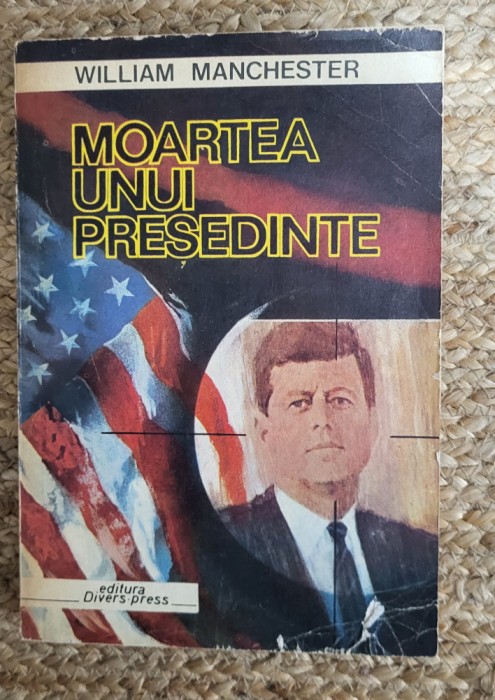 WILLIAM MANCHESTER
MOARTEA
UNUI
PREȘEDINTE
editura
Divers-press